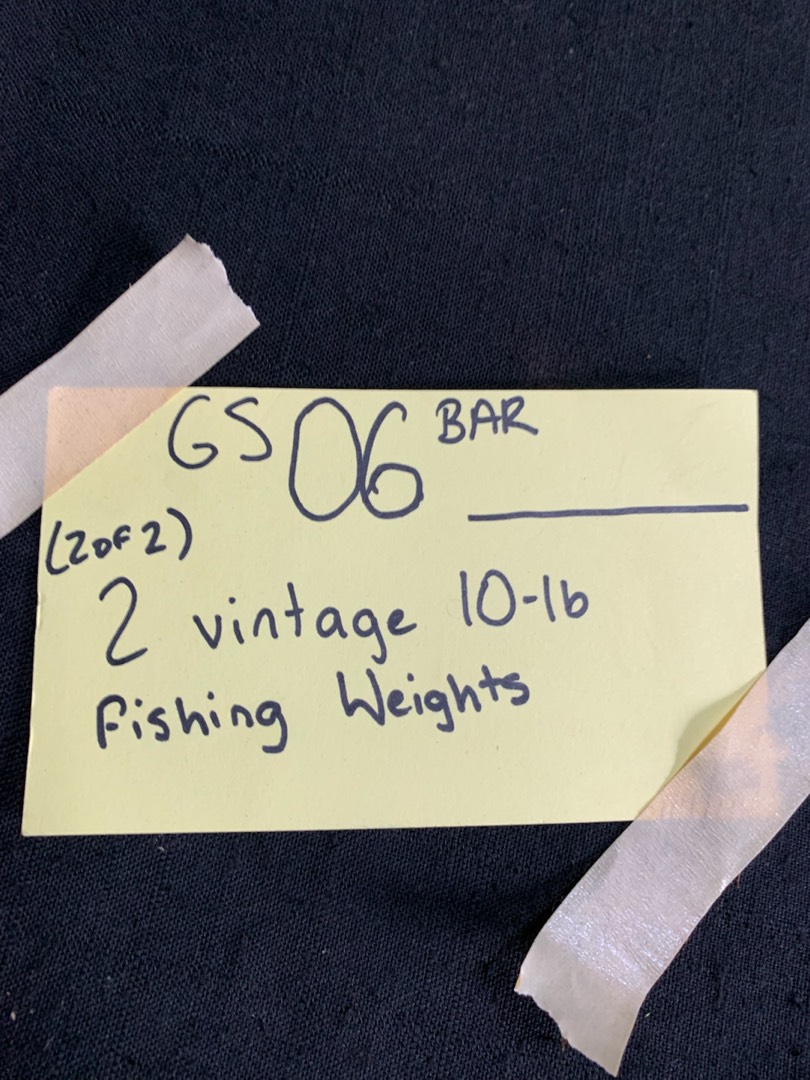 GS 06 BAR
(2 of 2)
2 vintage 10-lb
Fishing Weights